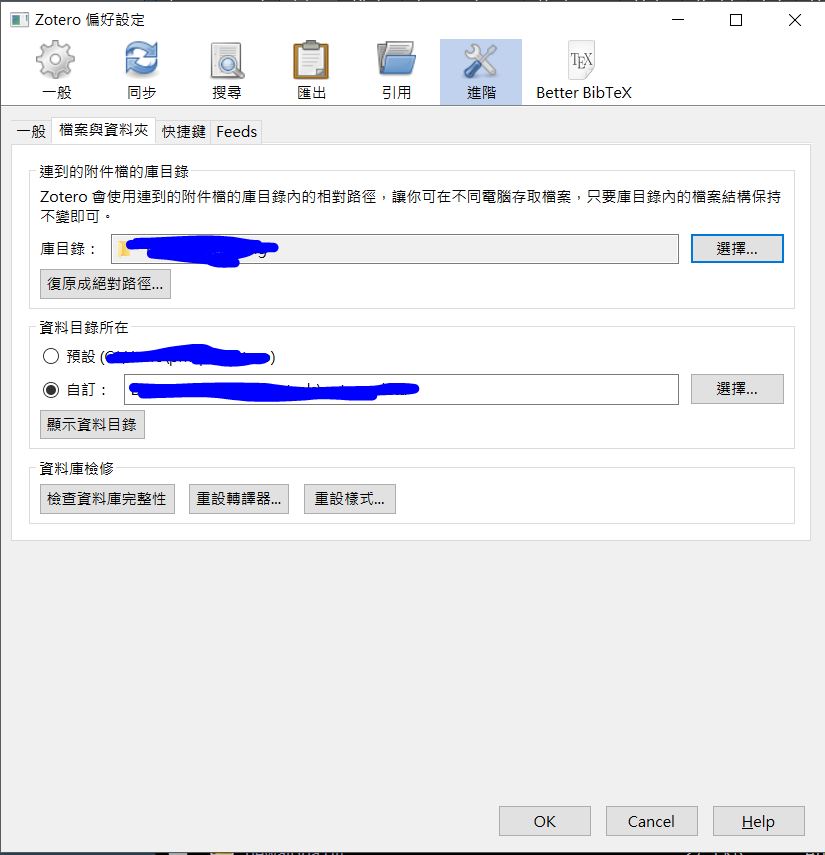 Zotero 偏好設定
一般 同步 搜尋 匯出 引用 進階 Better BibTeX
TEX
一般 檔案與資料夾 快捷鍵 Feeds
連到的附件檔的庫目錄
Zotero 會使用連到的附件檔的庫目錄內的相對路徑，讓你可在不同電腦存取檔案，只要庫目錄內的檔案結構保持
不變即可。
庫目錄： 選擇...
復原成絕對路徑...
資料目錄所在
預設 ( )
自訂： 選擇...
顯示資料目錄
資料庫檢修
檢查資料庫完整性 重設轉譯器... 重設樣式...
OK Cancel Help